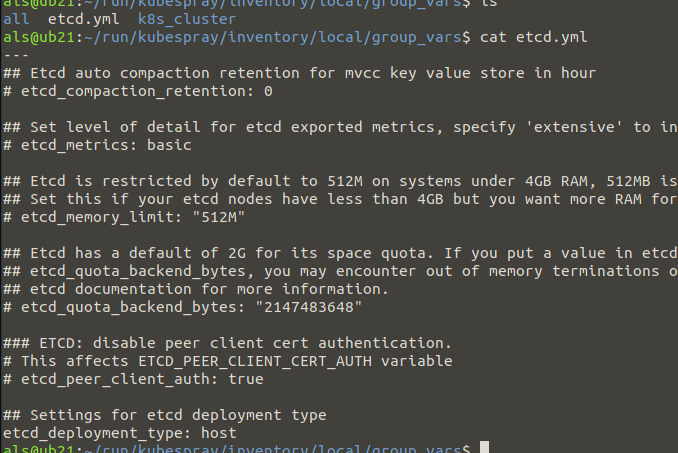 als@ub21:~/run/kubespray/inventory/local/group_vars$ ls
all  etcd.yml  k8s_cluster
als@ub21:~/run/kubespray/inventory/local/group_vars$ cat etcd.yml
---
## Etcd auto compaction retention for mvcc key value store in hour
# etcd_compaction_retention: 0
## Set level of detail for etcd exported metrics, specify 'extensive' to in
# etcd_metrics: basic
## Etcd is restricted by default to 512M on systems under 4GB RAM, 512MB is
## Set this if your etcd nodes have less than 4GB but you want more RAM for
# etcd_memory_limit: "512M"
## Etcd has a default of 2G for its space quota. If you put a value in etcd
## etcd_quota_backend_bytes, you may encounter out of memory terminations o
## etcd documentation for more information.
# etcd_quota_backend_bytes: "2147483648"
### ETCD: disable peer client cert authentication.
# This affects ETCD_PEER_CLIENT_CERT_AUTH variable
# etcd_peer_client_auth: true
## Settings for etcd deployment type
etcd_deployment_type: host
als@ub21:~/run/kubespray/inventory/local/group_vars$